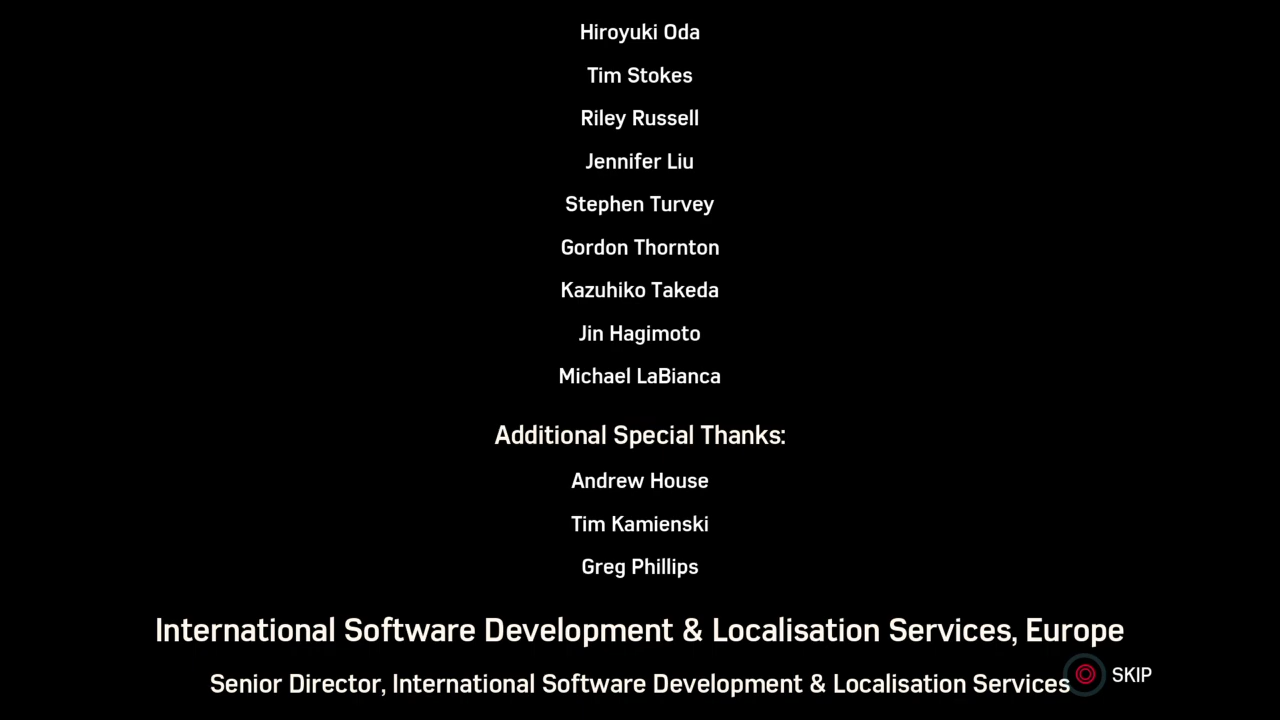 Hiroyuki Oda
Tim Stokes
Riley Russell
Jennifer Liu
Stephen Turvey
Gordon Thornton
Kazuhiko Takeda
Jin Hagimoto
Michael LaBianca
Additional Special Thanks:
Andrew House
Tim Kamienski
Greg Phillips
International Software Development & Localisation Services, Europe
Senior Director, International Software Development & Localisation Services
SKIP